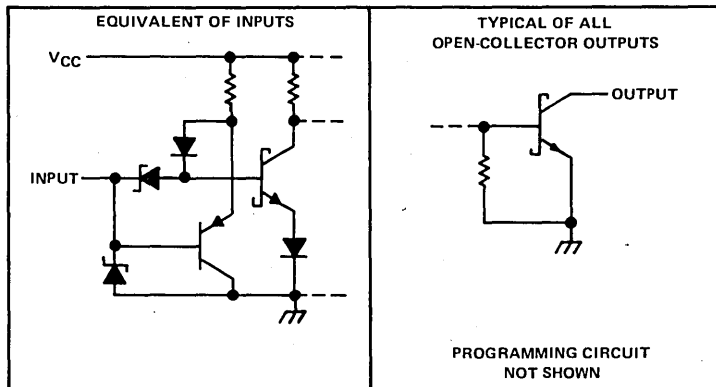 EQUIVALENT OF INPUTS
VCC
INPUT
TYPICAL OF ALL
OPEN-COLLECTOR OUTPUTS
OUTPUT
PROGRAMMING CIRCUIT
NOT SHOWN